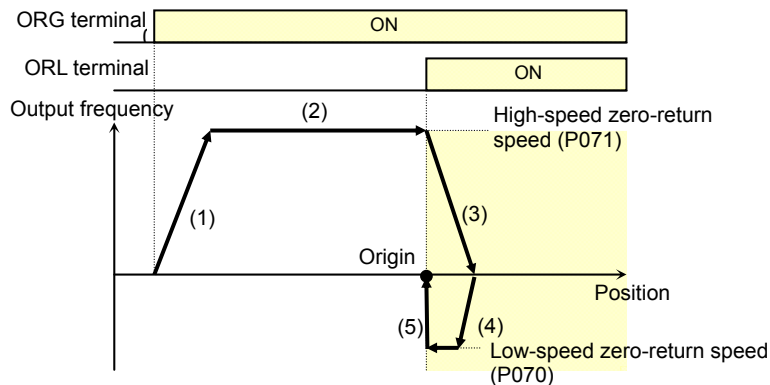 ORG terminal
ON
ORL terminal
ON
Output frequency
(2)
High-speed zero-return
speed (P071)
(1)
(3)
Origin
Position
(5)
(4)
Low-speed zero-return speed
(P070)